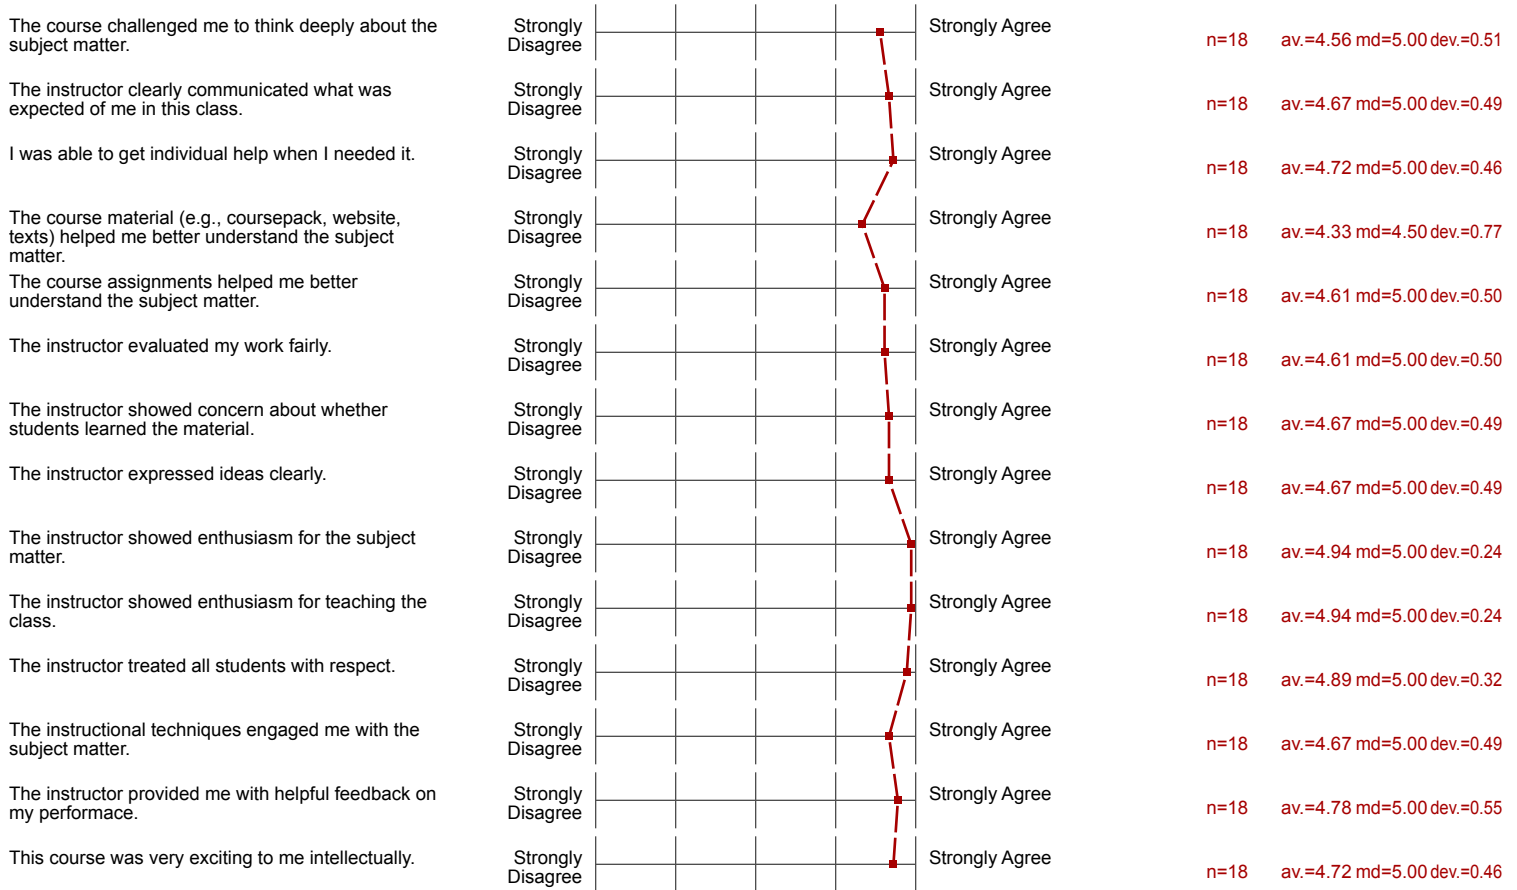 The course challenged me to think deeply about the
subject matter.
Strongly
Disagree
Strongly Agree
n=18 av.=4.56 md=5.00 dev.=0.51
The instructor clearly communicated what was
expected of me in this class.
Strongly
Disagree
Strongly Agree
n=18 av.=4.67 md=5.00 dev.=0.49
I was able to get individual help when I needed it.
Strongly
Disagree
Strongly Agree
n=18 av.=4.72 md=5.00 dev.=0.46
The course material (e.g., coursepack, website,
texts) helped me better understand the subject
matter.
Strongly
Disagree
Strongly Agree
n=18 av.=4.33 md=4.50 dev.=0.77
The course assignments helped me better
understand the subject matter.
Strongly
Disagree
Strongly Agree
n=18 av.=4.61 md=5.00 dev.=0.50
The instructor evaluated my work fairly.
Strongly
Disagree
Strongly Agree
n=18 av.=4.61 md=5.00 dev.=0.50
The instructor showed concern about whether
students learned the material.
Strongly
Disagree
Strongly Agree
n=18 av.=4.67 md=5.00 dev.=0.49
The instructor expressed ideas clearly.
Strongly
Disagree
Strongly Agree
n=18 av.=4.67 md=5.00 dev.=0.49
The instructor showed enthusiasm for the subject
matter.
Strongly
Disagree
Strongly Agree
n=18 av.=4.94 md=5.00 dev.=0.24
The instructor showed enthusiasm for teaching the
class.
Strongly
Disagree
Strongly Agree
n=18 av.=4.94 md=5.00 dev.=0.24
The instructor treated all students with respect.
Strongly
Disagree
Strongly Agree
n=18 av.=4.89 md=5.00 dev.=0.32
The instructional techniques engaged me with the
subject matter.
Strongly
Disagree
Strongly Agree
n=18 av.=4.67 md=5.00 dev.=0.49
The instructor provided me with helpful feedback on
my performace.
Strongly
Disagree
Strongly Agree
n=18 av.=4.78 md=5.00 dev.=0.55
This course was very exciting to me intellectually.
Strongly
Disagree
Strongly Agree
n=18 av.=4.72 md=5.00 dev.=0.46